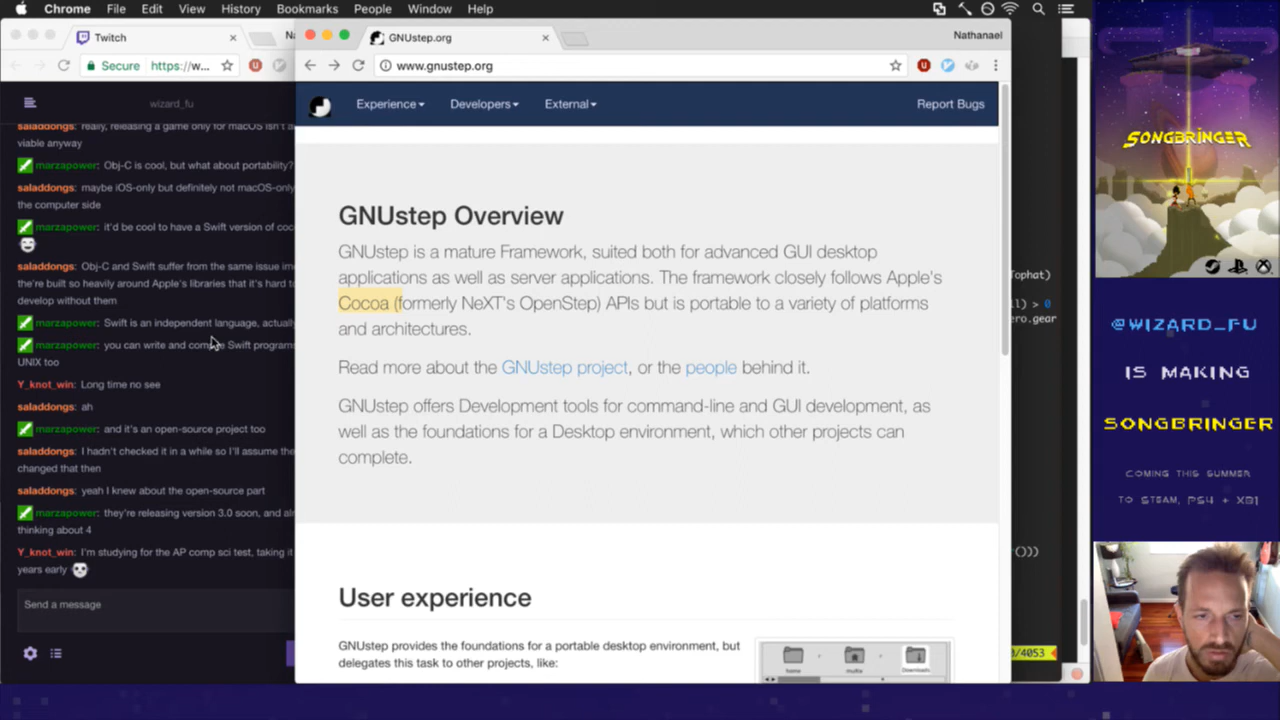 Chrome File Edit View History Bookmarks People Window Help
Twitch
GNUstep.org
Nathanael
Secure https://w...
www.gnustep.org
wizard_fu
Experience Developers External Report Bugs
saladdongs: really, releasing a game only for macOS isn't
viable anyway
marzapower: Obj-C is cool, but what about portability?
saladdongs: maybe iOS-only but definitely not macOS-only
the computer side
marzapower: it'd be cool to have a Swift version of
saladdongs: Obj-C and Swift suffer from the same issue
the're built so heavily around Apple's libraries that it's hard to
develop without them
marzapower: Swift is an independent language, actually
marzapower: you can write and Swift programs
UNIX too
Y_knot_win: Long time no see
saladdongs: ah
marzapower: and it's an open-source project too
saladdongs: I hadn't checked it in a while so I'll assume
changed that then
saladdongs: yeah I knew about the open-source part
marzapower: they're releasing version 3.0 soon, and
thinking about 4
Y_knot_win: I'm studying for the AP comp sci test, taking it
years early
Send a message
GNUstep Overview
GNUstep is a mature Framework, suited both for advanced GUI desktop
applications as well as server applications. The framework closely follows Apple's
Cocoa (formerly NeXT's OpenStep) APIs but is portable to a variety of platforms
and architectures.
Read more about the GNUstep project, or the people behind it.
GNUstep offers Development tools for command-line and GUI development, as
well as the foundations for a Desktop environment, which other projects can
complete.
User experience
GNUstep provides the foundations for a portable desktop environment, but
delegates this task to other projects, like:
Downloads
Tophat)
) > 0
ero.gear
()))
/4053
SONGBRINGER
@WIZARD_FU
IS MAKING
SONGBRINGER
COMING THIS SUMMER
TO STEAM, PS4 + XB1